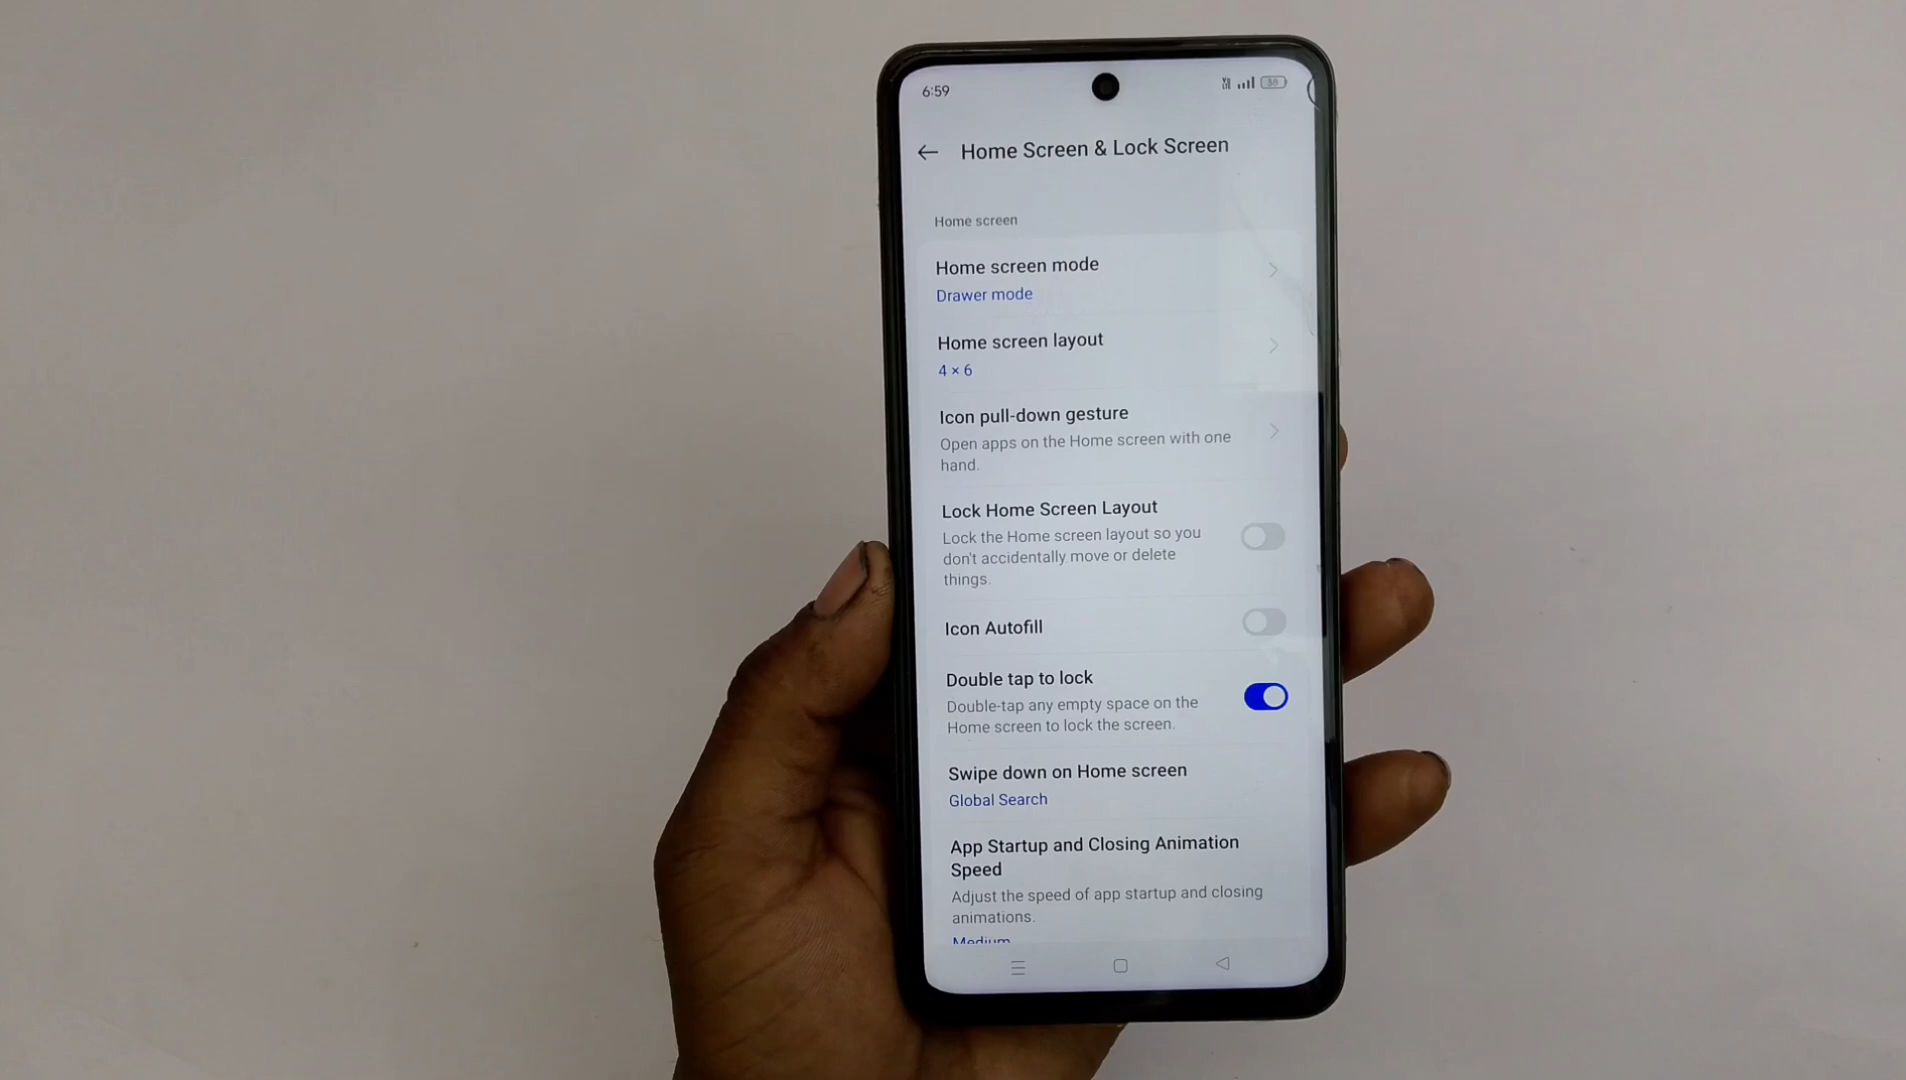 6:59
Home Screen & Lock Screen
Home screen
Home screen mode
Drawer mode
Home screen layout
4 × 6
Icon pull-down gesture
Open apps on the Home screen with one
hand.
Lock Home Screen Layout
Lock the Home screen layout so you
don't accidentally move or delete
things.
Icon Autofill
Double tap to lock
Double-tap any empty space on the
Home screen to lock the screen.
Swipe down on Home screen
Global Search
App Startup and Closing Animation
Speed
Adjust the speed of app startup and closing
animations.
Medium